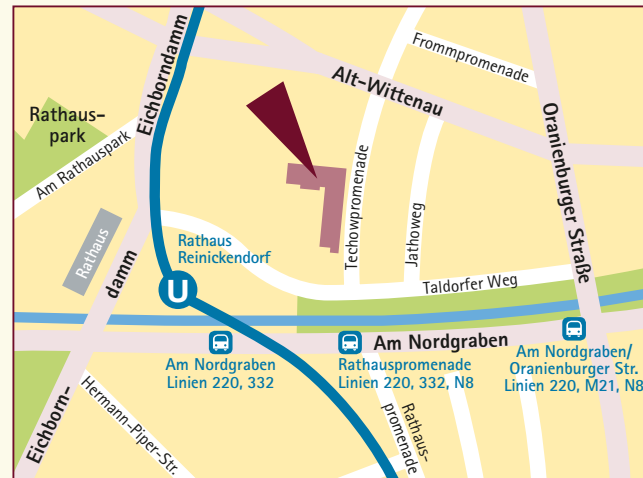 Frommpromenade
Alt-Wittenau
Eichborndamm
Oranienburger Straße
Rathaus-
park
Am Rathauspark
Techowpromenade
Jathoweg
Rathaus
Rathaus
Reinickendorf
U
Taldorfer Weg
damm
Am Nordgraben
Am Nordgraben
Linien 220, 332
Rathauspromenade
Linien 220, 332, N8
Am Nordgraben/
Oranienburger Str.
Linien 220, M21, N8
Eichborn-
Hermann-Piper-Str.
Rathaus-
promenade